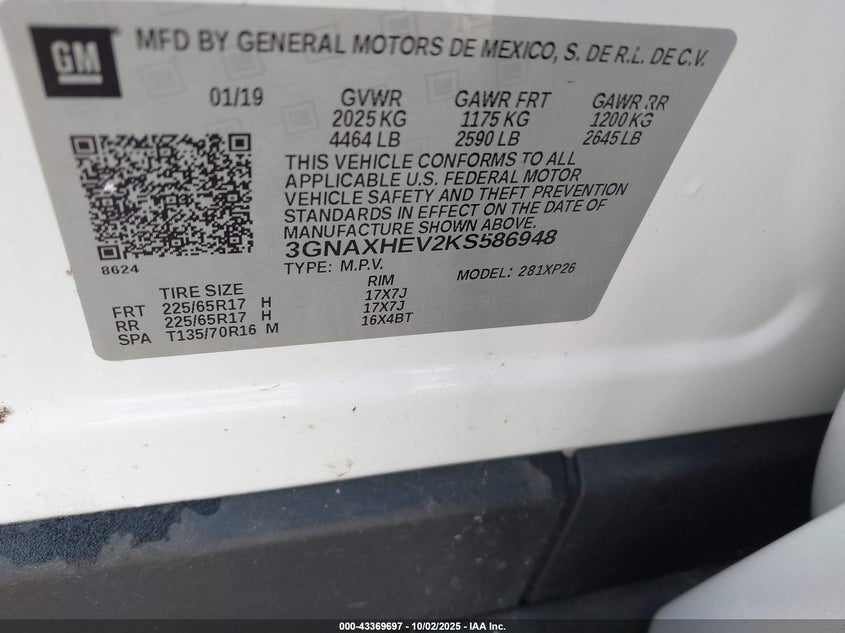 GM
MFD BY GENERAL MOTORS DE MEXICO, S. DE R.L. DE C.V.
01/19 GVWR GAWR FRT GAWR RR
2025 KG 1175 KG 1200 KG
4464 LB 2590 LB 2645 LB
THIS VEHICLE CONFORMS TO ALL
APPLICABLE U.S. FEDERAL MOTOR
VEHICLE SAFETY AND THEFT PREVENTION
STANDARDS IN EFFECT ON THE DATE OF
MANUFACTURE SHOWN ABOVE.
3GNAXHEV2KS586948
8624
TYPE: M.P.V. MODEL: 281XP26
TIRE SIZE RIM
FRT 225/65R17 H 17X7J
RR 225/65R17 H 17X7J
SPA T135/70R16 M 16X4BT
000-43369697 - 10/02/2025 - IAA Inc.